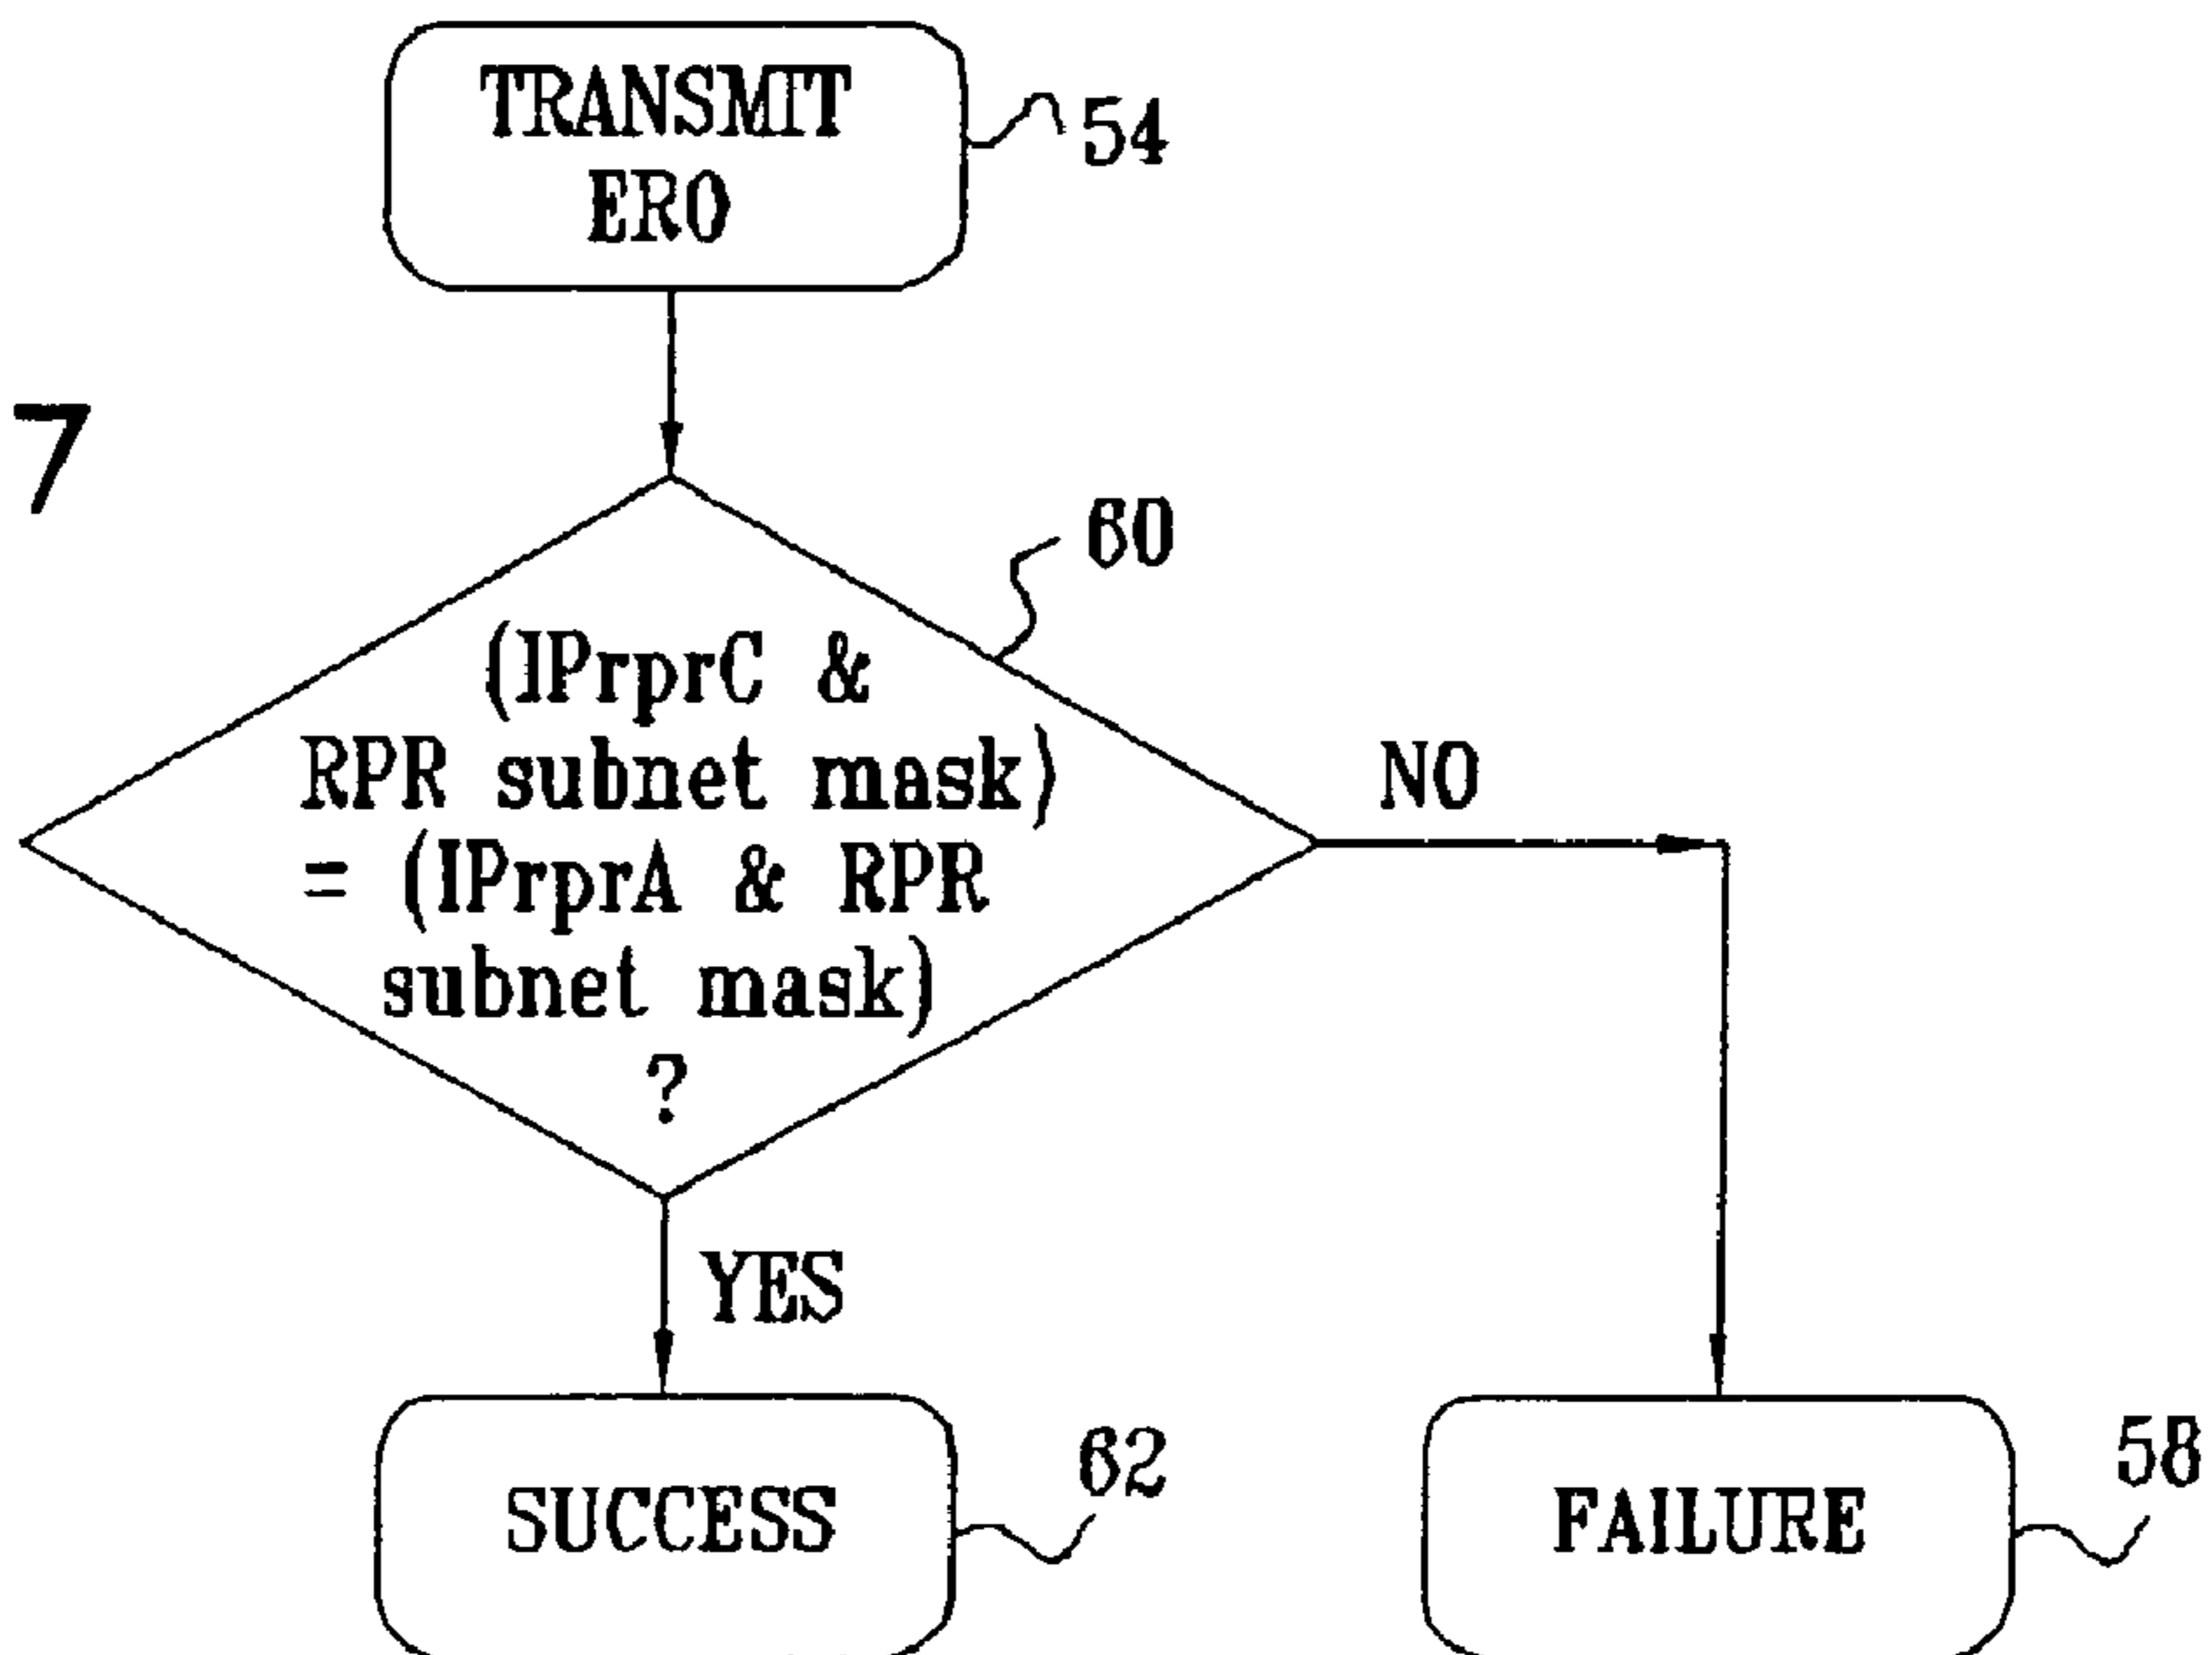 TRANSMIT
ERO
54
7
60
(IPrprC &
RPR subnet mask)
= (IPrprA & RPR
subnet mask)
?
NO
YES
SUCCESS
62
FAILURE
58